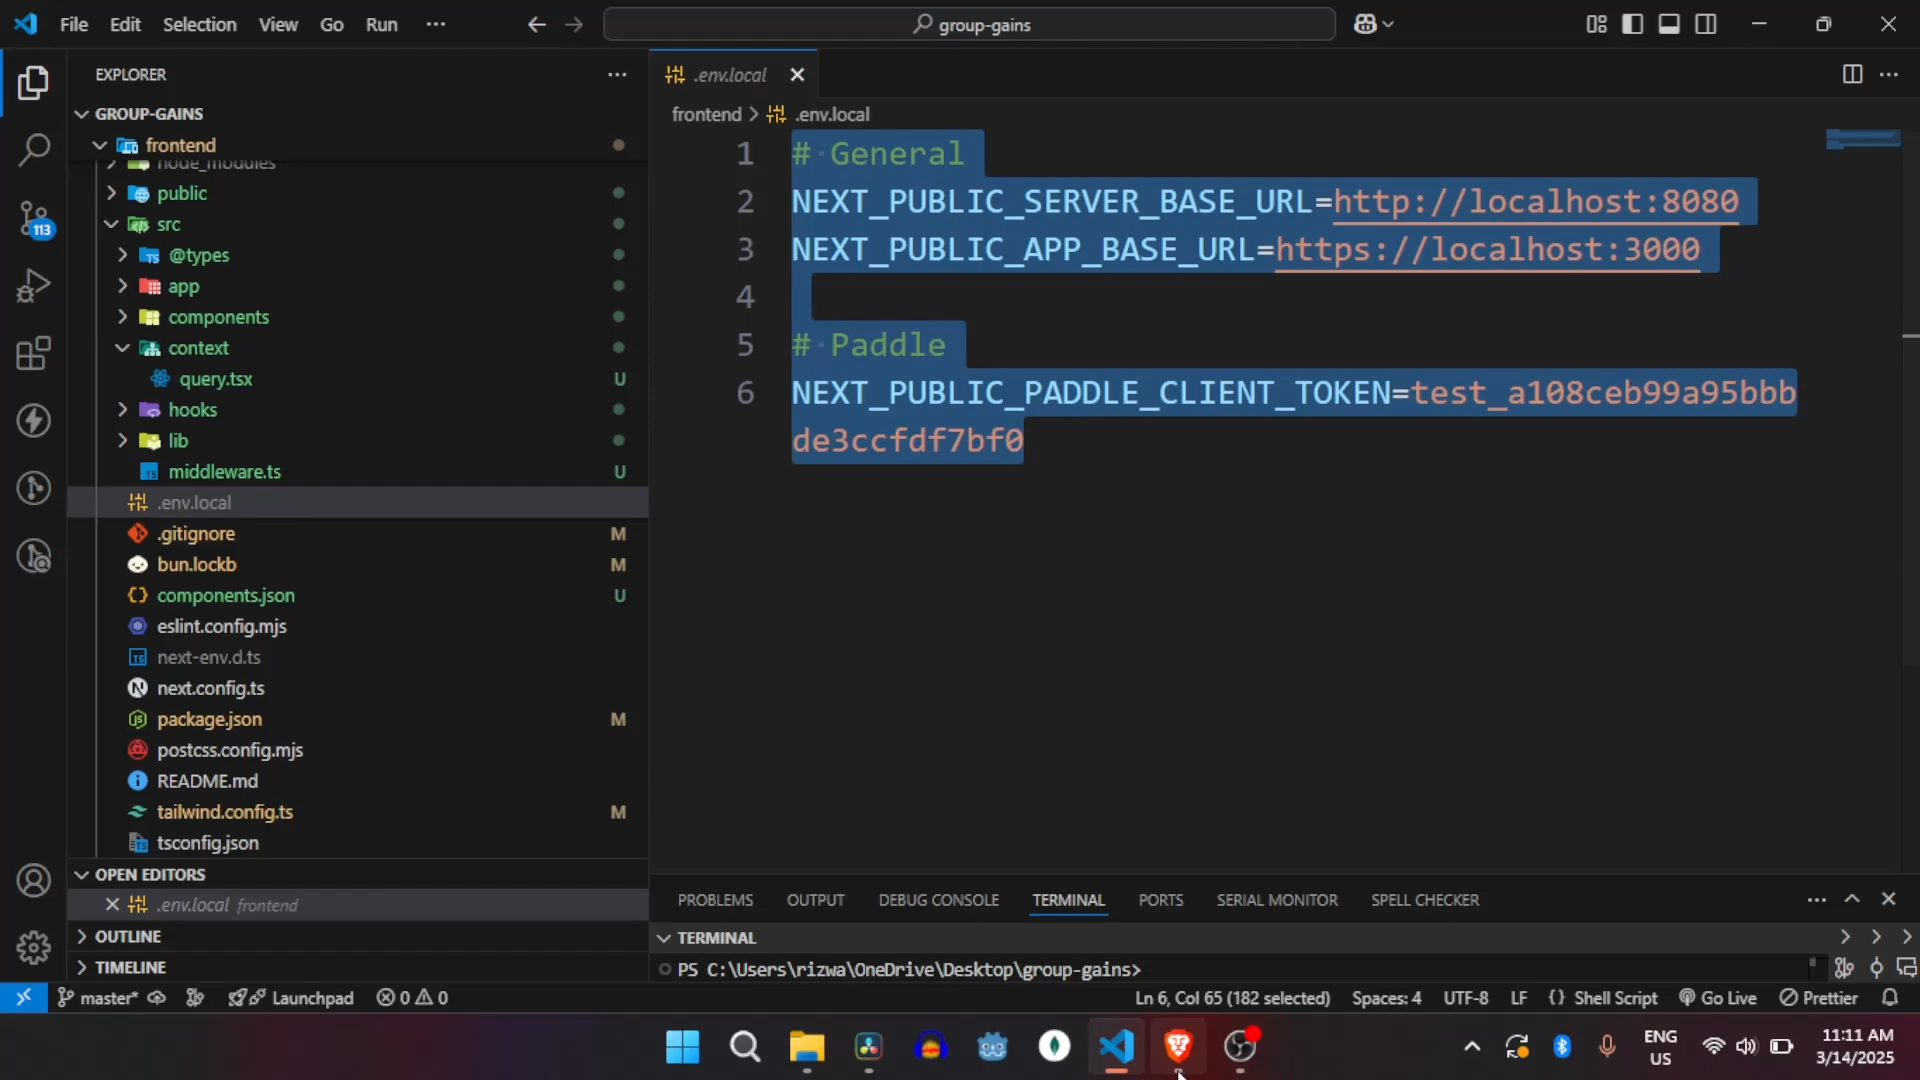 File Edit Selection View Go Run ···
group-gains
EXPLORER
GROUP-GAINS
frontend
node_modules
public
src
@types
app
components
context
query.tsx U
hooks
lib
middleware.ts U
.env.local
.gitignore M
bun.lockb M
components.json U
eslint.config.mjs
next-env.d.ts
next.config.ts
package.json M
postcss.config.mjs
README.md
tailwind.config.ts M
tsconfig.json
OPEN EDITORS
.env.local frontend
OUTLINE
TIMELINE
113
.env.local
frontend > .env.local
1 # General
2 NEXT_PUBLIC_SERVER_BASE_URL=http://localhost:8080
3 NEXT_PUBLIC_APP_BASE_URL=https://localhost:3000
4
5 # Paddle
6 NEXT_PUBLIC_PADDLE_CLIENT_TOKEN=test_a108ceb99a95bbb
de3ccfdf7bf0
PROBLEMS OUTPUT DEBUG CONSOLE TERMINAL PORTS SERIAL MONITOR SPELL CHECKER
TERMINAL
PS C:\Users\rizwa\OneDrive\Desktop\group-gains>
master* Launchpad 0 0 Ln 6, Col 65 (182 selected) Spaces: 4 UTF-8 LF {} Shell Script Go Live Prettier
ENG
US
11:11 AM
3/14/2025